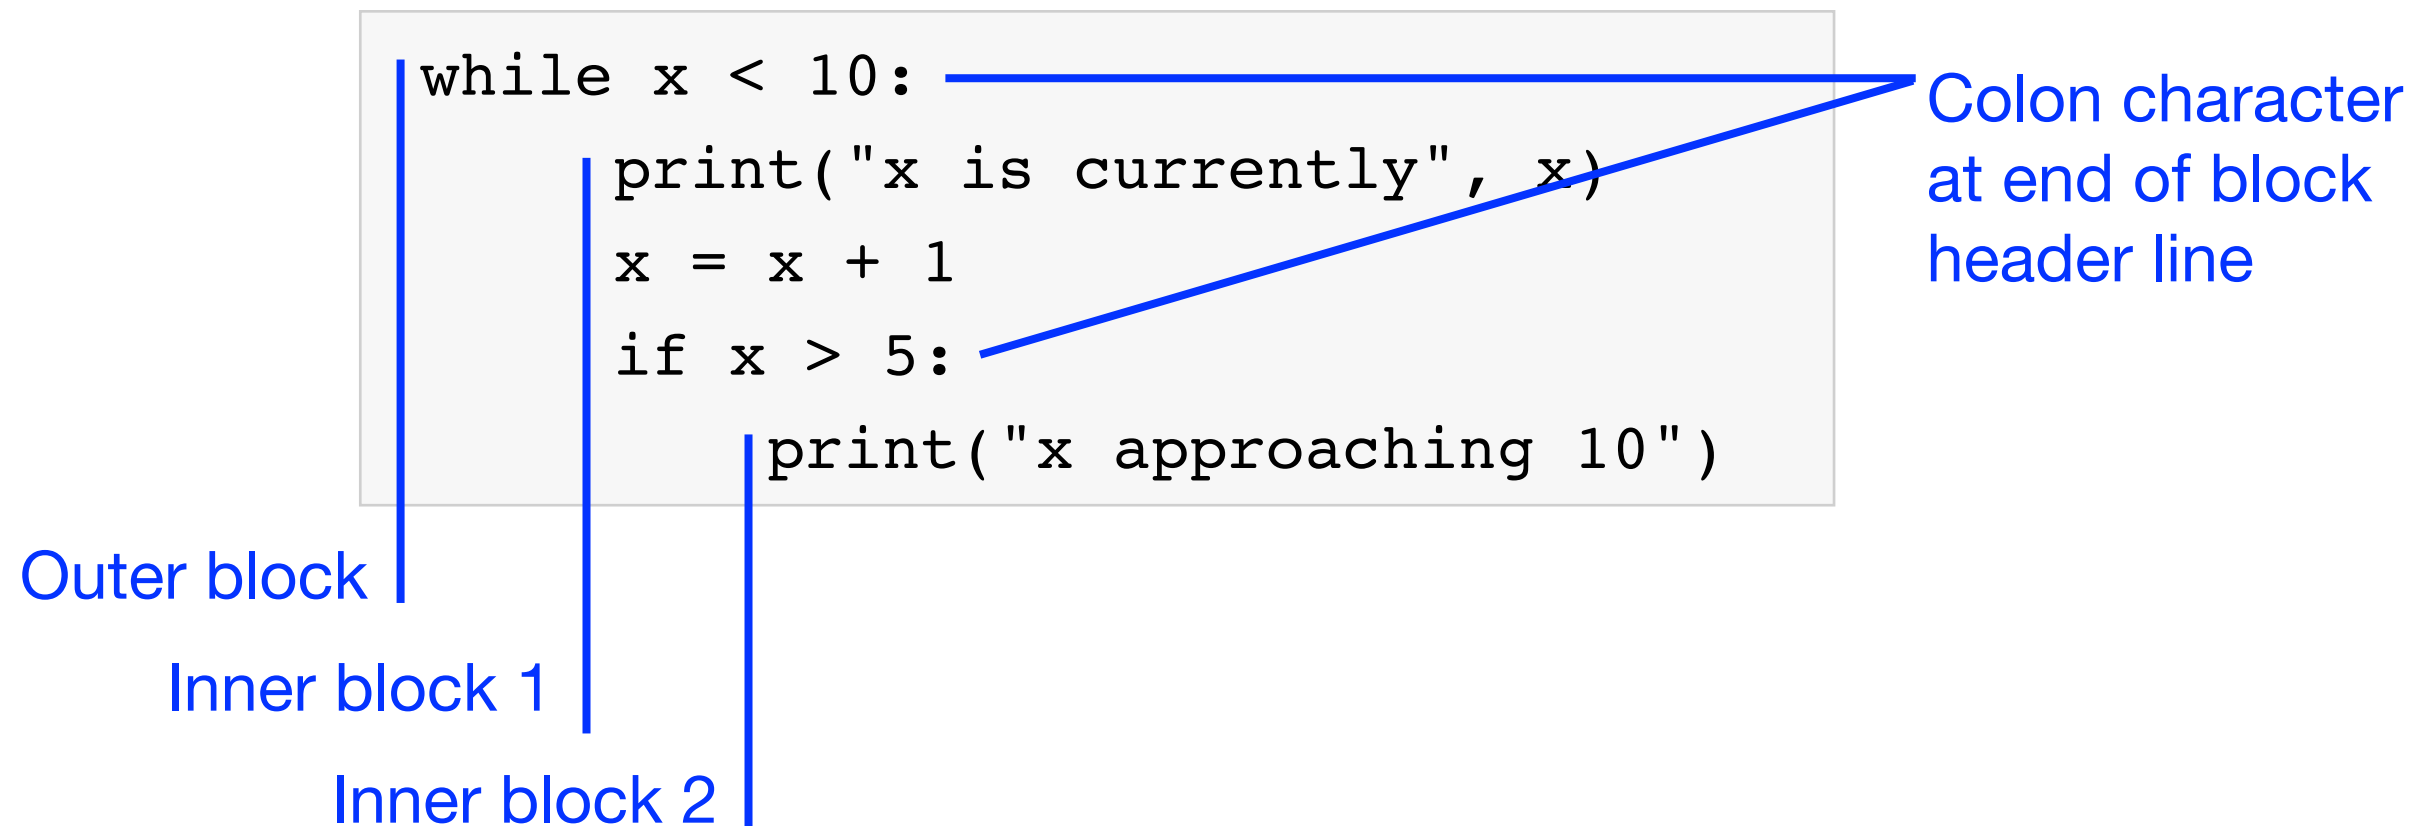 while x < 10:
print("x is currently", x)
x = x + 1
if x > 5:
print("x approaching 10")
Colon character
at end of block
header line
Outer block
Inner block 1
Inner block 2